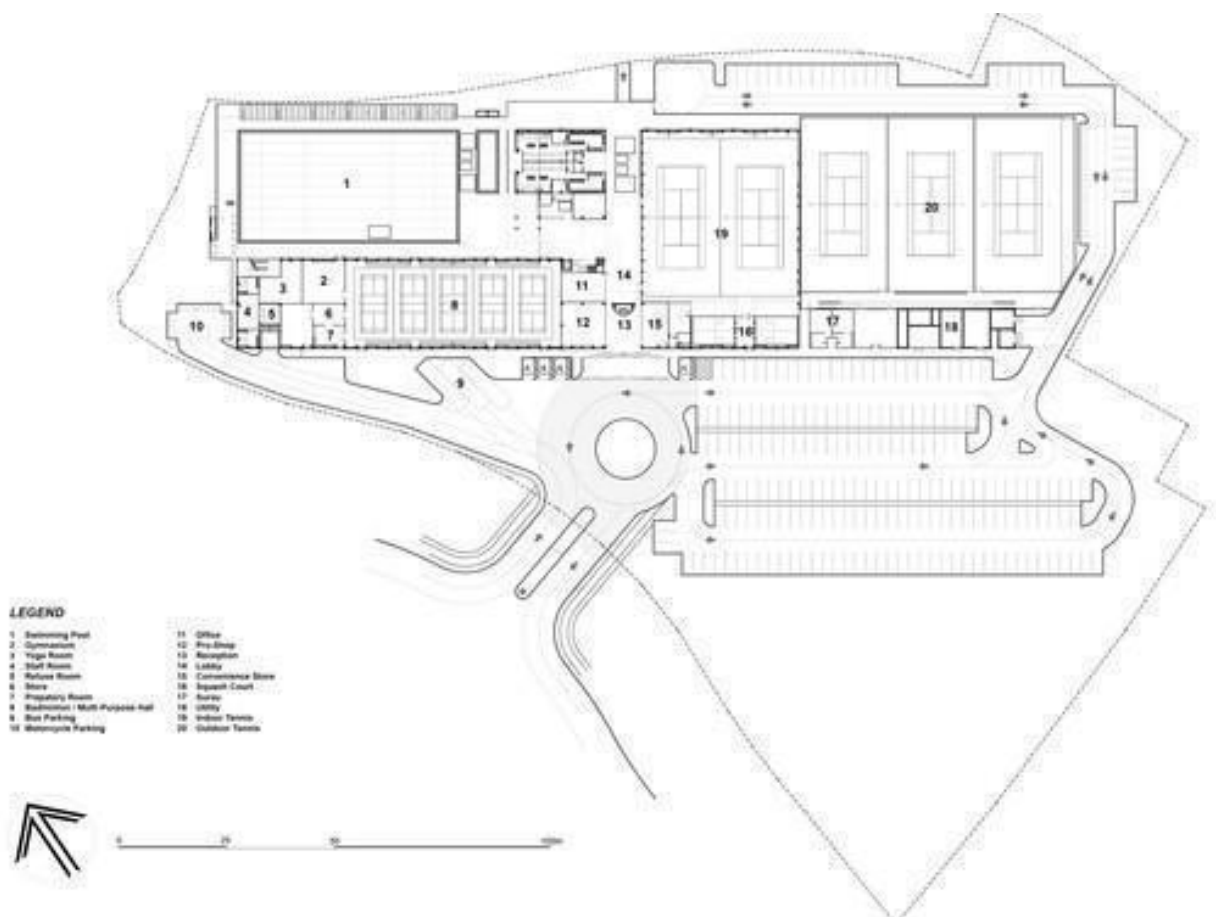 1
2
3
4
5
6
7
8
9
10
11
12
13
14
15
16
17
18
19
20
LEGEND
1 Swimming Pool
2 Gymnasium
3 Yoga Room
4 Staff Room
5 Refuse Room
6 Store
7 Prepatory Room
8 Badminton / Multi-Purpose Hall
9 Bus Parking
10 Motorcycle Parking
11 Office
12 Pro-Shop
13 Reception
14 Lobby
15 Convenience Store
16 Squash Court
17 Surau
18 Utility
19 Indoor Tennis
20 Outdoor Tennis
0 25 50 100m